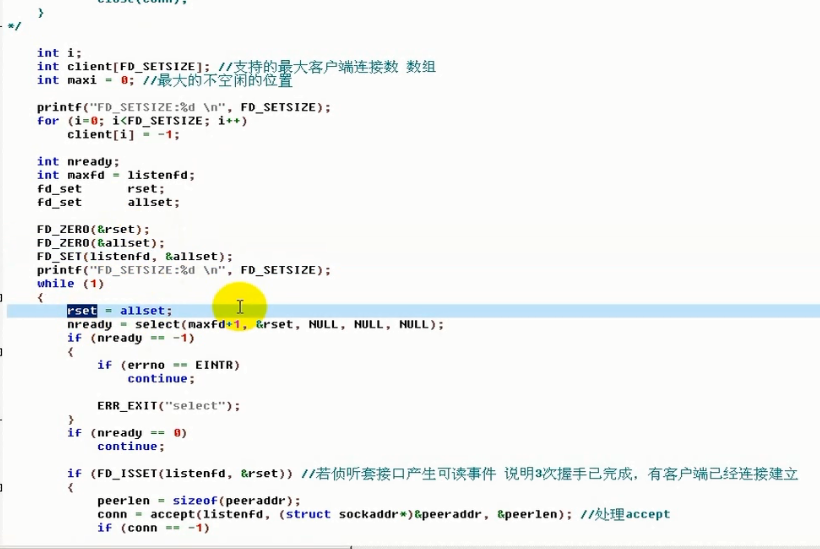 }
*/
int i;
int client[FD_SETSIZE]; //支持的最大客户端连接数 数组
int maxi = 0; //最大的不空闲的位置
printf("FD_SETSIZE:%d \n", FD_SETSIZE);
for (i=0; i<FD_SETSIZE; i++)
client[i] = -1;
int nready;
int maxfd = listenfd;
fd_set rset;
fd_set allset;
FD_ZERO(&rset);
FD_ZERO(&allset);
FD_SET(listenfd, &allset);
printf("FD_SETSIZE:%d \n", FD_SETSIZE);
while (1)
{
rset = allset;
nready = select(maxfd+1, &rset, NULL, NULL, NULL);
if (nready == -1)
{
if (errno == EINTR)
continue;
ERR_EXIT("select");
}
if (nready == 0)
continue;
if (FD_ISSET(listenfd, &rset)) //若侦听套接口产生可读事件 说明3次握手已完成，有客户端已经连接建立
{
peerlen = sizeof(peeraddr);
conn = accept(listenfd, (struct sockaddr*)&peeraddr, &peerlen); //处理accept
if (conn == -1)